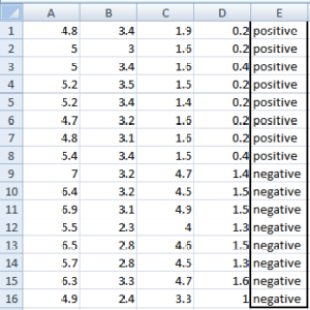 A B C D E
1 4.8 3.4 1.9 0.2 positive
2 5 3 1.6 0.2 positive
3 5 3.4 1.6 0.4 positive
4 5.2 3.5 1.5 0.2 positive
5 5.2 3.4 1.4 0.2 positive
6 4.7 3.2 1.6 0.2 positive
7 4.8 3.1 1.6 0.2 positive
8 5.4 3.4 1.5 0.4 positive
9 7 3.2 4.7 1.4 negative
10 6.4 3.2 4.5 1.5 negative
11 6.9 3.1 4.9 1.5 negative
12 5.5 2.3 4 1.3 negative
13 6.5 2.8 4.6 1.5 negative
14 5.7 2.8 4.5 1.3 negative
15 6.3 3.3 4.7 1.6 negative
16 4.9 2.4 3.3 1 negative